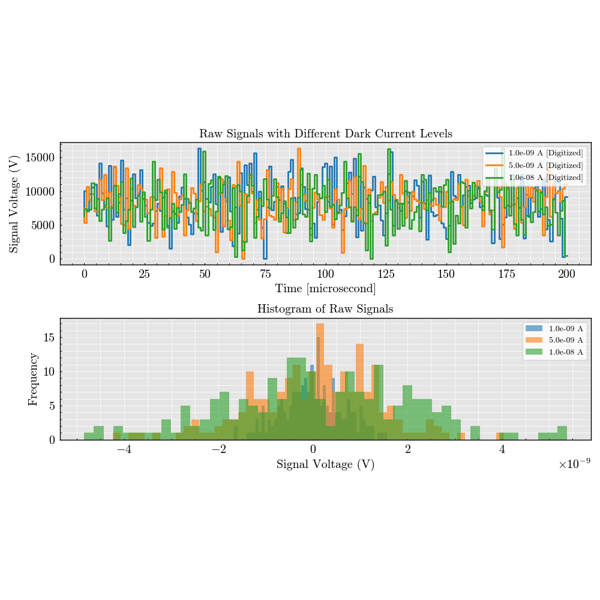 Raw Signals with Different Dark Current Levels
Signal Voltage (V)
15000
10000
5000
0
1.0e-09 A [Digitized]
5.0e-09 A [Digitized]
1.0e-08 A [Digitized]
0 25 50 75 100 125 150 175 200
Time [microsecond]
Histogram of Raw Signals
Frequency
15
10
5
0
1.0e-09 A
5.0e-09 A
1.0e-08 A
−4 −2 0 2 4
Signal Voltage (V)
×10⁻⁹